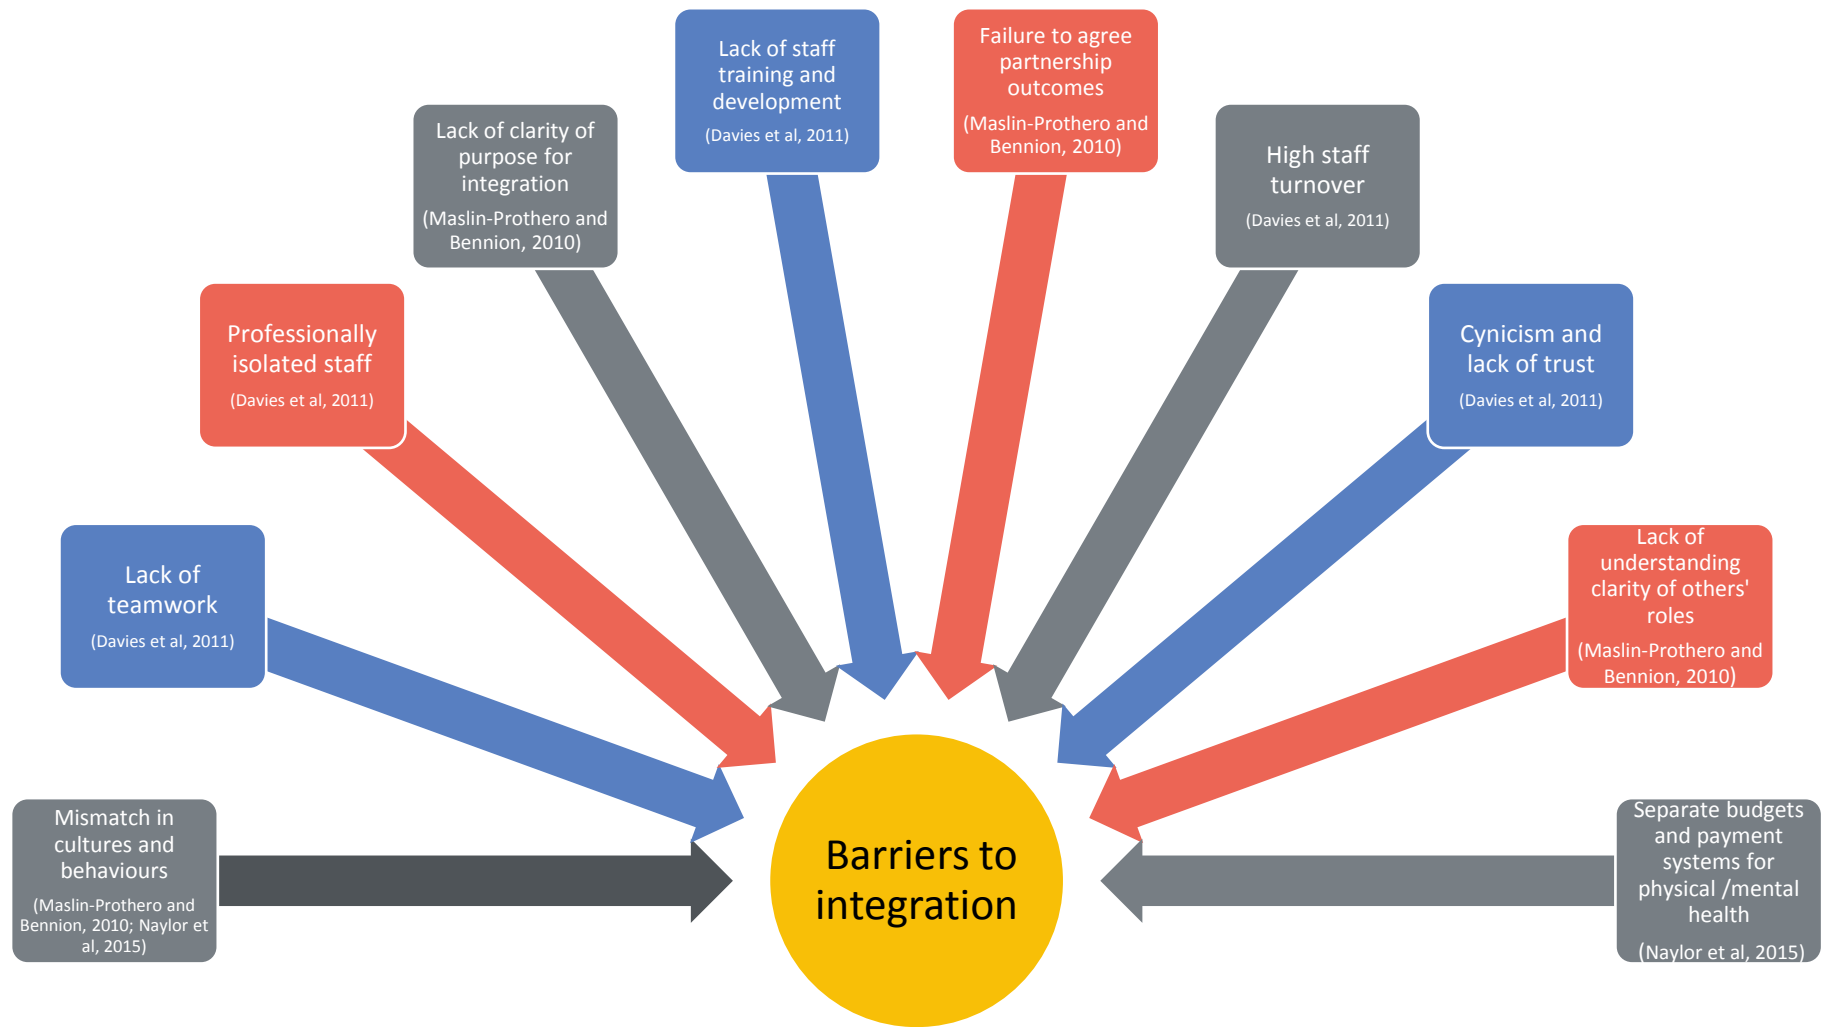 Lack of staff
training and
development
(Davies et al, 2011)
Failure to agree
partnership
outcomes
(Maslin-Prothero and
Bennion, 2010)
Lack of clarity of
purpose for
integration
(Maslin-Prothero and
Bennion, 2010)
High staff
turnover
(Davies et al, 2011)
Professionally
isolated staff
(Davies et al, 2011)
Cynicism and
lack of trust
(Davies et al, 2011)
Lack of
teamwork
(Davies et al, 2011)
Lack of
understanding
clarity of others'
roles
(Maslin-Prothero and
Bennion, 2010)
Mismatch in
cultures and
behaviours
(Maslin-Prothero and
Bennion, 2010; Naylor et
al, 2015)
Barriers to
integration
Separate budgets
and payment
systems for
physical /mental
health
(Naylor et al, 2015)